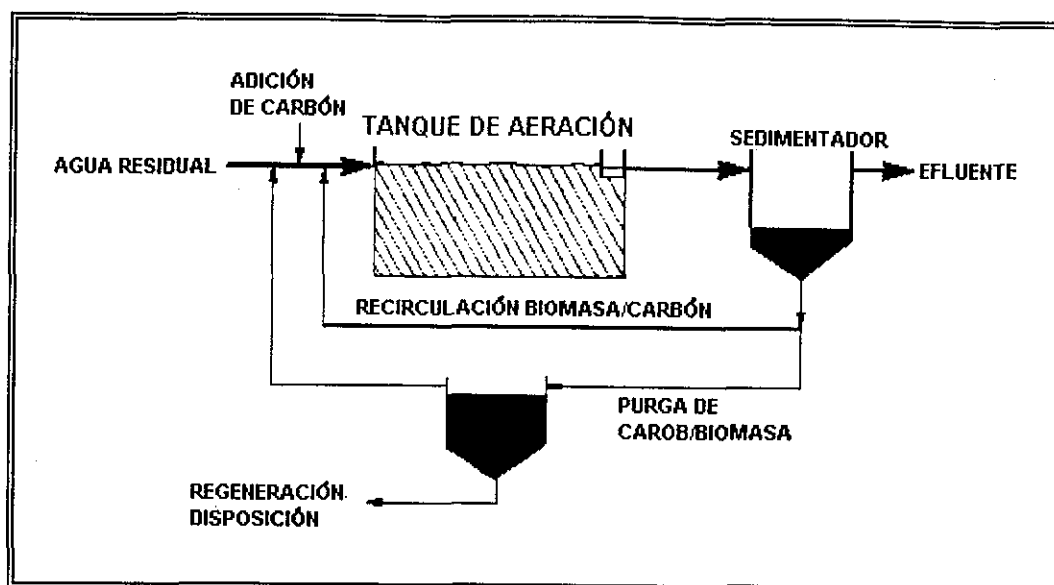 ADICIÓN
DE CARBÓN
TANQUE DE AERACIÓN
SEDIMENTADOR
AGUA RESIDUAL
EFLUENTE
RECIRCULACIÓN BIOMASA/CARBÓN
PURGA DE
CAROB/BIOMASA
REGENERACIÓN.
DISPOSICIÓN